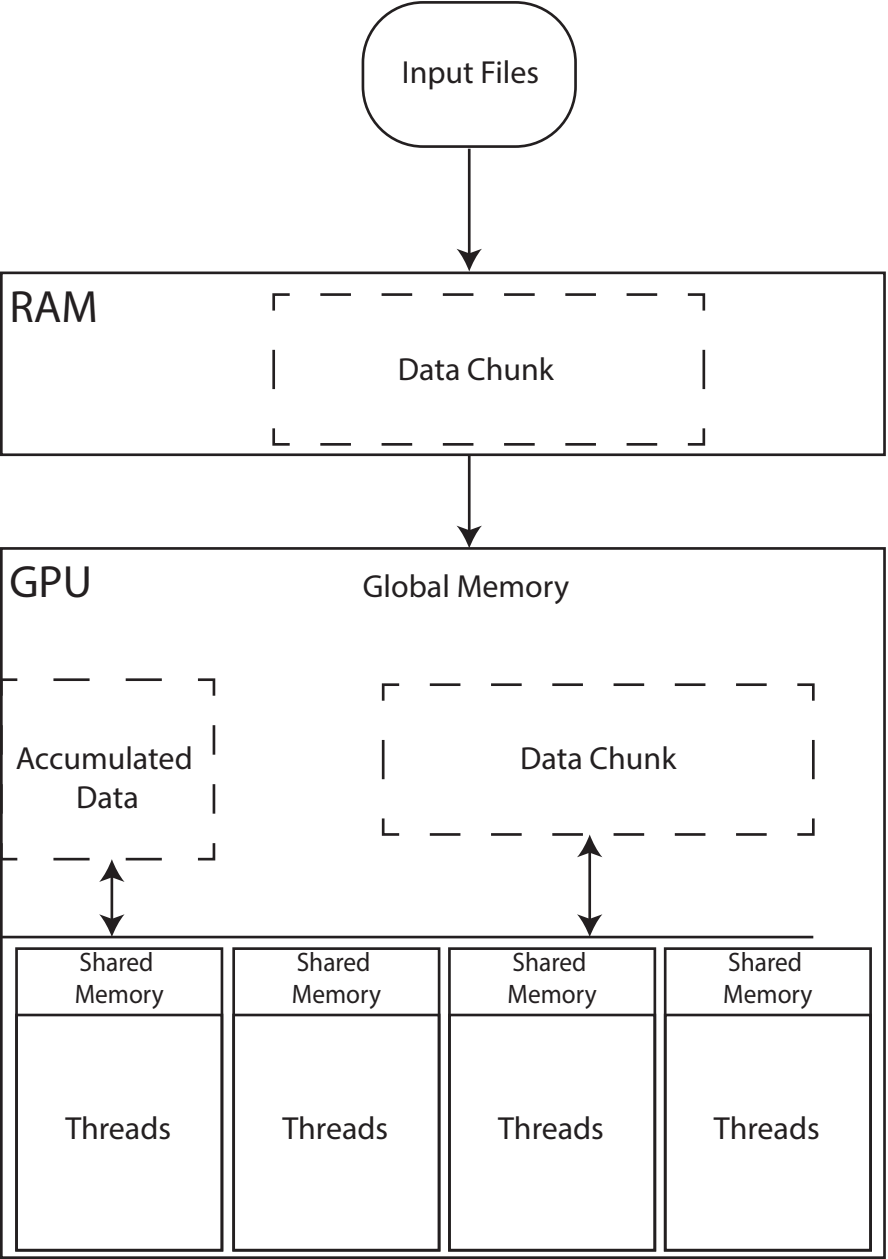 Input Files
RAM
Data Chunk
GPU
Global Memory
Accumulated
Data
Data Chunk
Shared
Memory
Shared
Memory
Shared
Memory
Shared
Memory
Threads
Threads
Threads
Threads